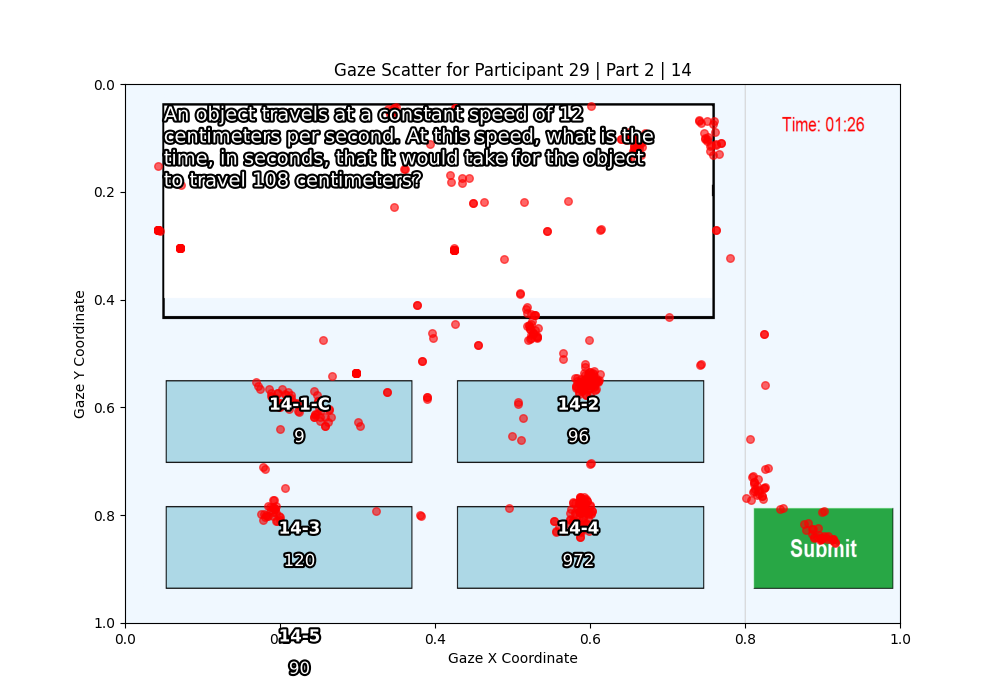 Gaze Scatter for Participant 29 | Part 2 | 14
An object travels at a constant speed of 12
centimeters per second. At this speed, what is the
time, in seconds, that it would take for the object
to travel 108 centimeters?
Time: 01:26
14-1-C
9
14-2
96
14-3
120
14-4
972
Submit
14-5
90
Gaze Y Coordinate
0.0
0.2
0.4
0.6
0.8
1.0
0.0
0.2
0.4
0.6
0.8
1.0
Gaze X Coordinate